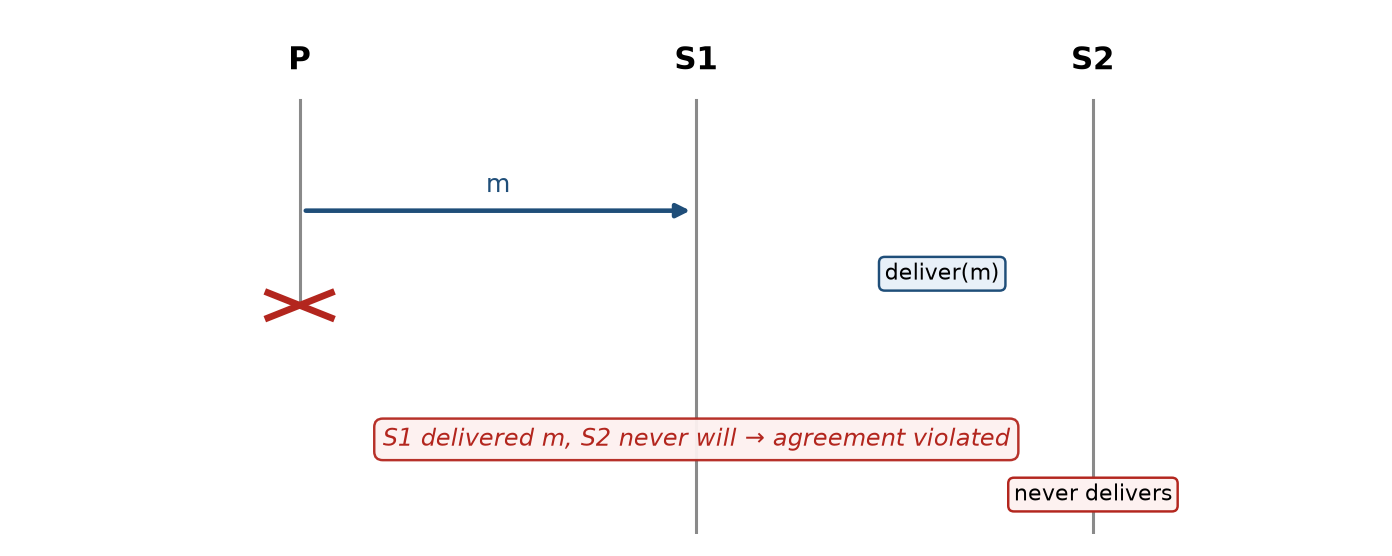 P
S1
S2
m
deliver(m)
S1 delivered m, S2 never will → agreement violated
never delivers